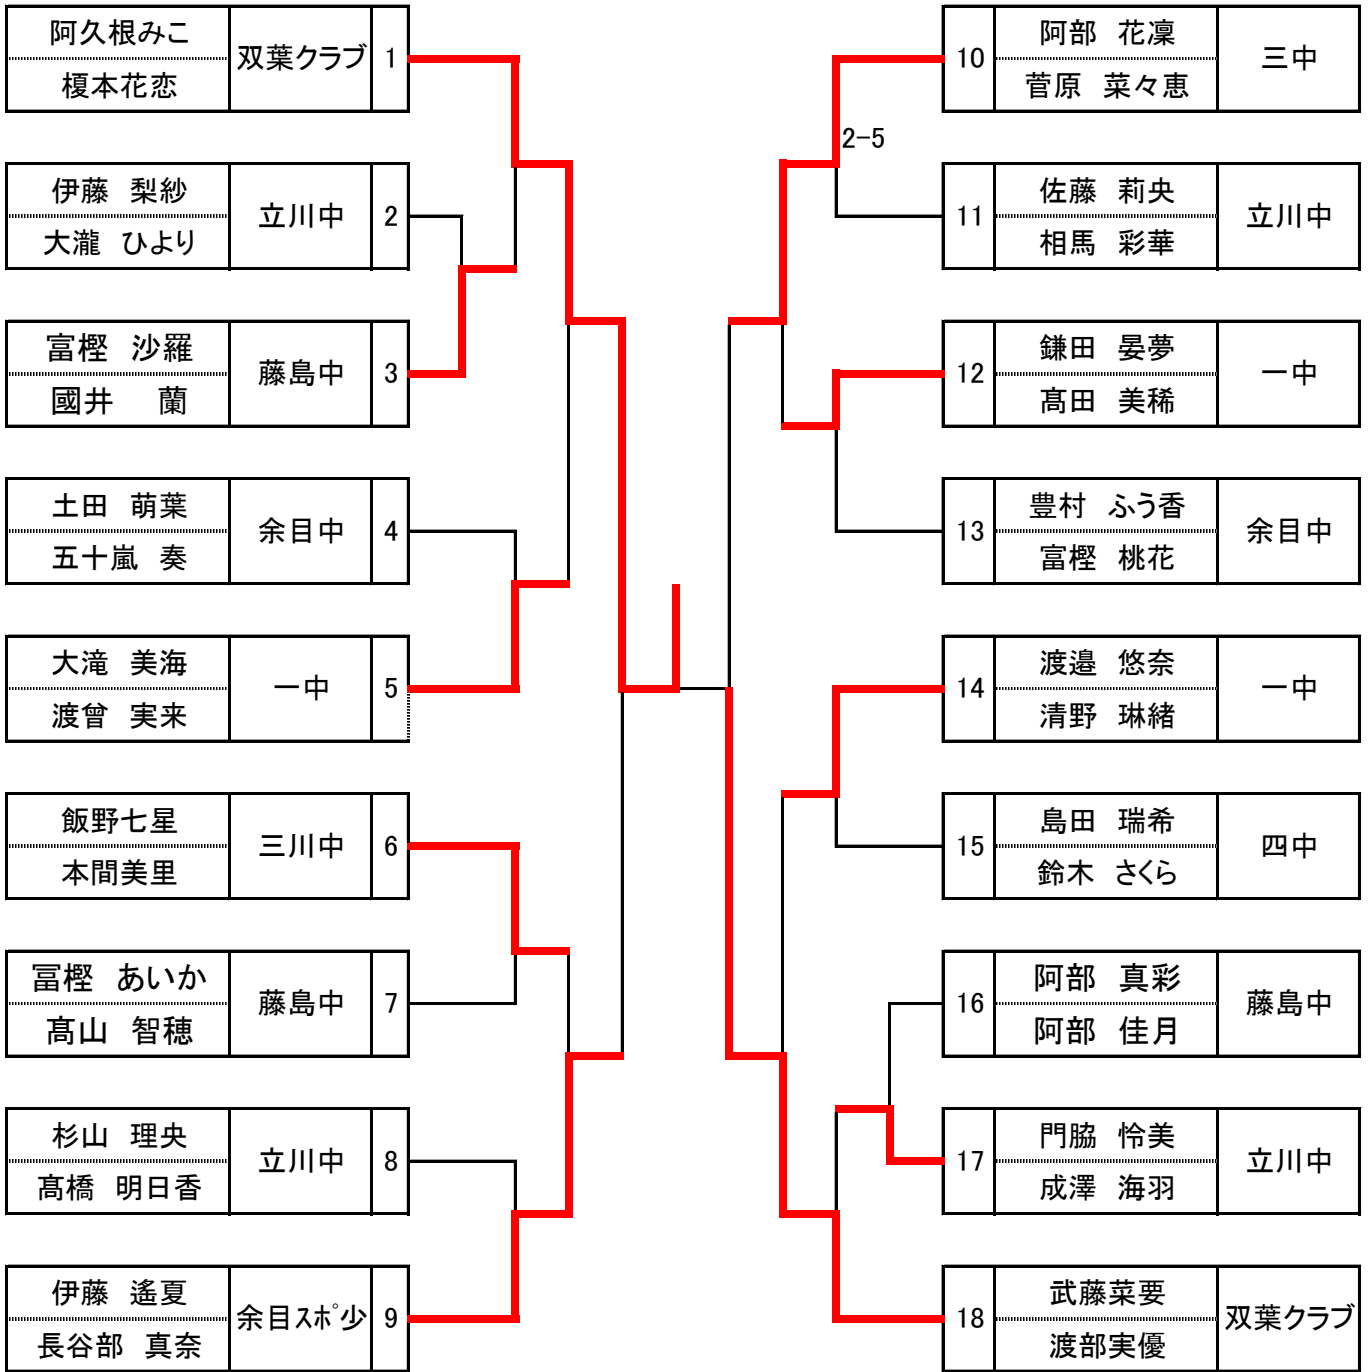 阿久根みこ
榎本花恋
双葉クラブ 1
伊藤 梨紗
大瀧 ひより
立川中 2
富樫 沙羅
國井 蘭
藤島中 3
土田 萌葉
五十嵐 奏
余目中 4
大滝 美海
渡曾 実来
一中 5
飯野七星
本間美里
三川中 6
冨樫 あいか
髙山 智穂
藤島中 7
杉山 理央
髙橋 明日香
立川中 8
伊藤 遙夏
長谷部 真奈
余目スポ少 9
2-5
10 阿部 花凜
菅原 菜々恵
三中
11 佐藤 莉央
相馬 彩華
立川中
12 鎌田 晏夢
髙田 美稀
一中
13 豊村 ふう香
富樫 桃花
余目中
14 渡邉 悠奈
清野 琳緒
一中
15 島田 瑞希
鈴木 さくら
四中
16 阿部 真彩
阿部 佳月
藤島中
17 門脇 怜美
成澤 海羽
立川中
18 武藤菜要
渡部実優
双葉クラブ